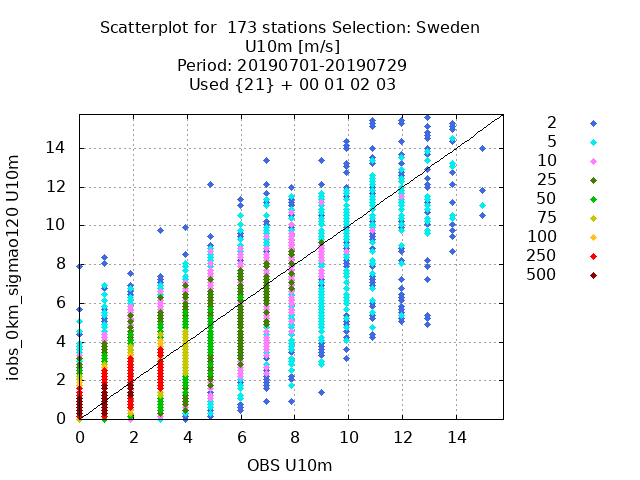 Scatterplot for  173 stations Selection: Sweden
U10m [m/s]
Period: 20190701-20190729
Used {21} + 00 01 02 03
iobs_0km_sigmao120 U10m
14
12
10
8
6
4
2
0
0 2 4 6 8 10 12 14
OBS U10m
2
5
10
25
50
75
100
250
500